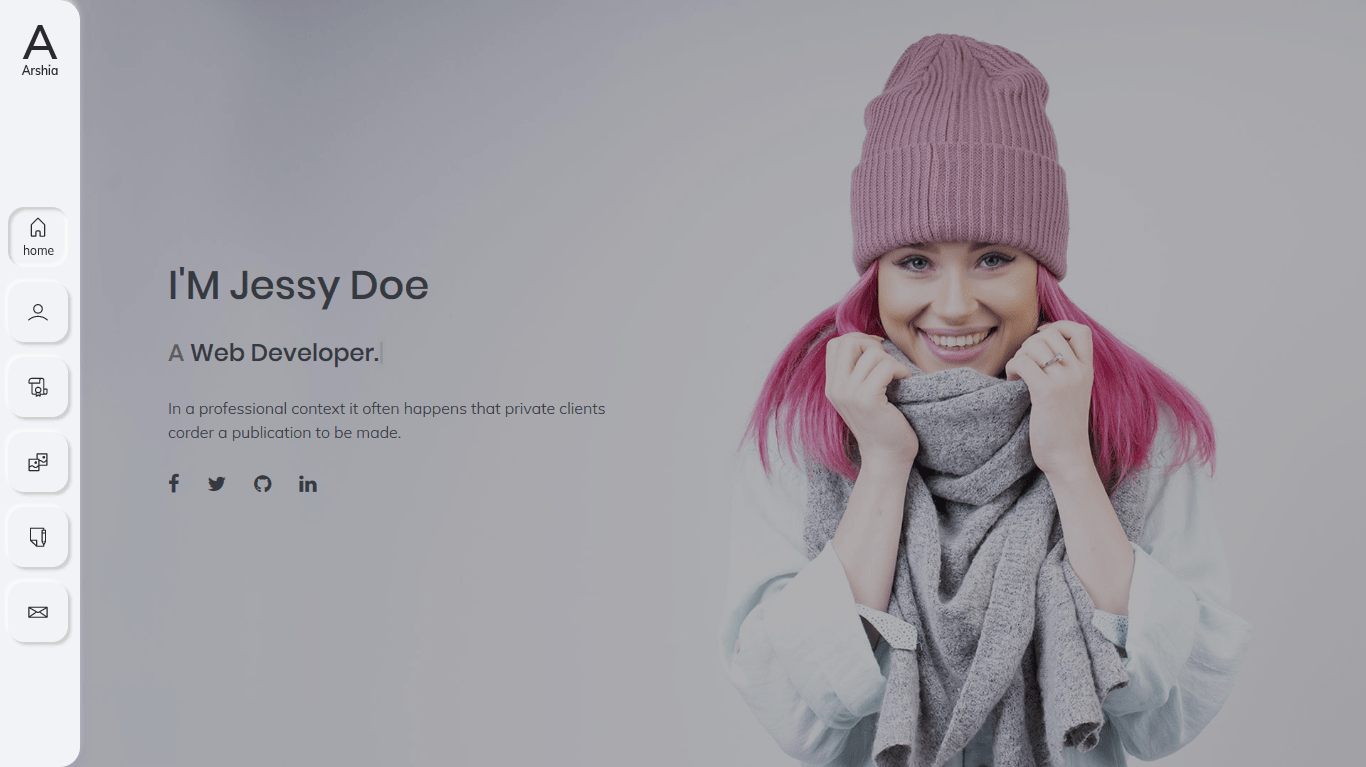 A
Arshia
home
I'M Jessy Doe
A Web Developer.
In a professional context it often happens that private clients
corder a publication to be made.